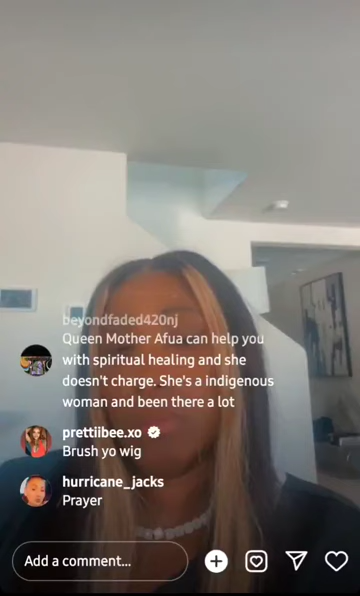 beyondfaded420nj
Queen Mother Afua can help you
with spiritual healing and she
doesn't charge. She's a indigenous
woman and been there a lot
prettiibee.xo
Brush yo wig
hurricane_jacks
Prayer
Add a comment...